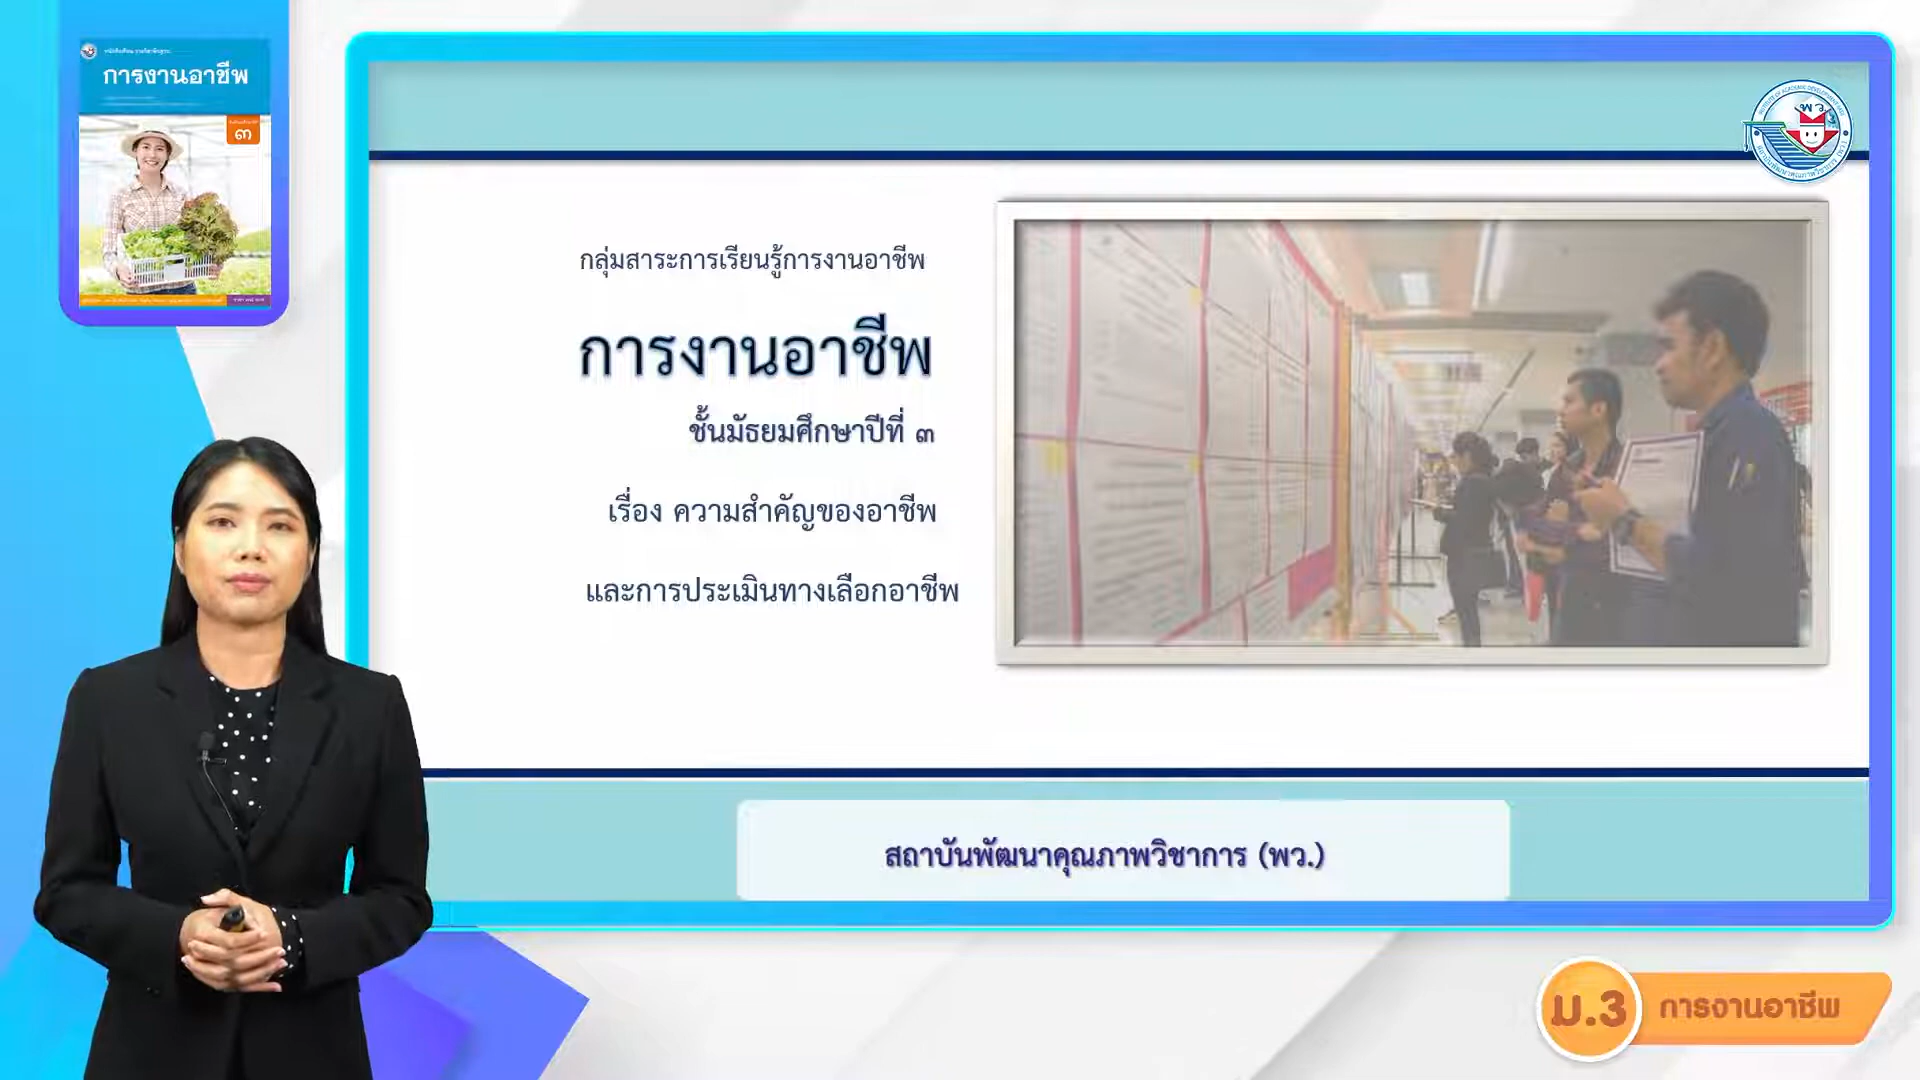 การงานอาชีพ
๓
กลุ่มสาระการเรียนรู้การงานอาชีพ
การงานอาชีพ
ชั้นมัธยมศึกษาปีที่ ๓
เรื่อง ความสำคัญของอาชีพ
และการประเมินทางเลือกอาชีพ
พว
สถาบันพัฒนาคุณภาพวิชาการ (พว.)
ม.3 การงานอาชีพ